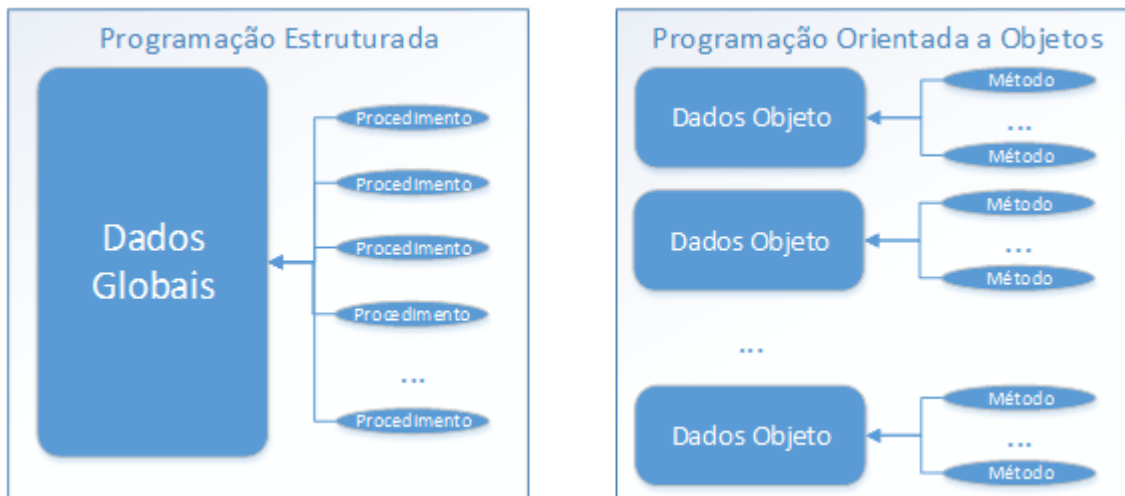 Programação Estruturada
Dados
Globais
Procedimento
Procedimento
Procedimento
Procedimento
...
Procedimento
Programação Orientada a Objetos
Dados Objeto
Método
...
Método
Dados Objeto
Método
...
Método
...
Dados Objeto
Método
...
Método